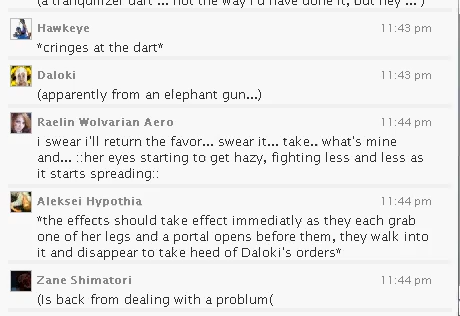 (a tranquilizer dart ... not the way I'd have done it, but hey ... )
Hawkeye 11:43 pm
*cringes at the dart*
Daloki 11:43 pm
(apparently from an elephant gun...)
Raelin Wolvarian Aero 11:44 pm
i swear i'll return the favor... swear it... take.. what's mine
and... ::her eyes starting to get hazy, fighting less and less as
it starts spreading::
Aleksei Hypothia 11:44 pm
*the effects should take effect immediatly as they each grab
one of her legs and a portal opens before them, they walk into
it and disappear to take heed of Daloki's orders*
Zane Shimatori 11:44 pm
(Is back from dealing with a problum(